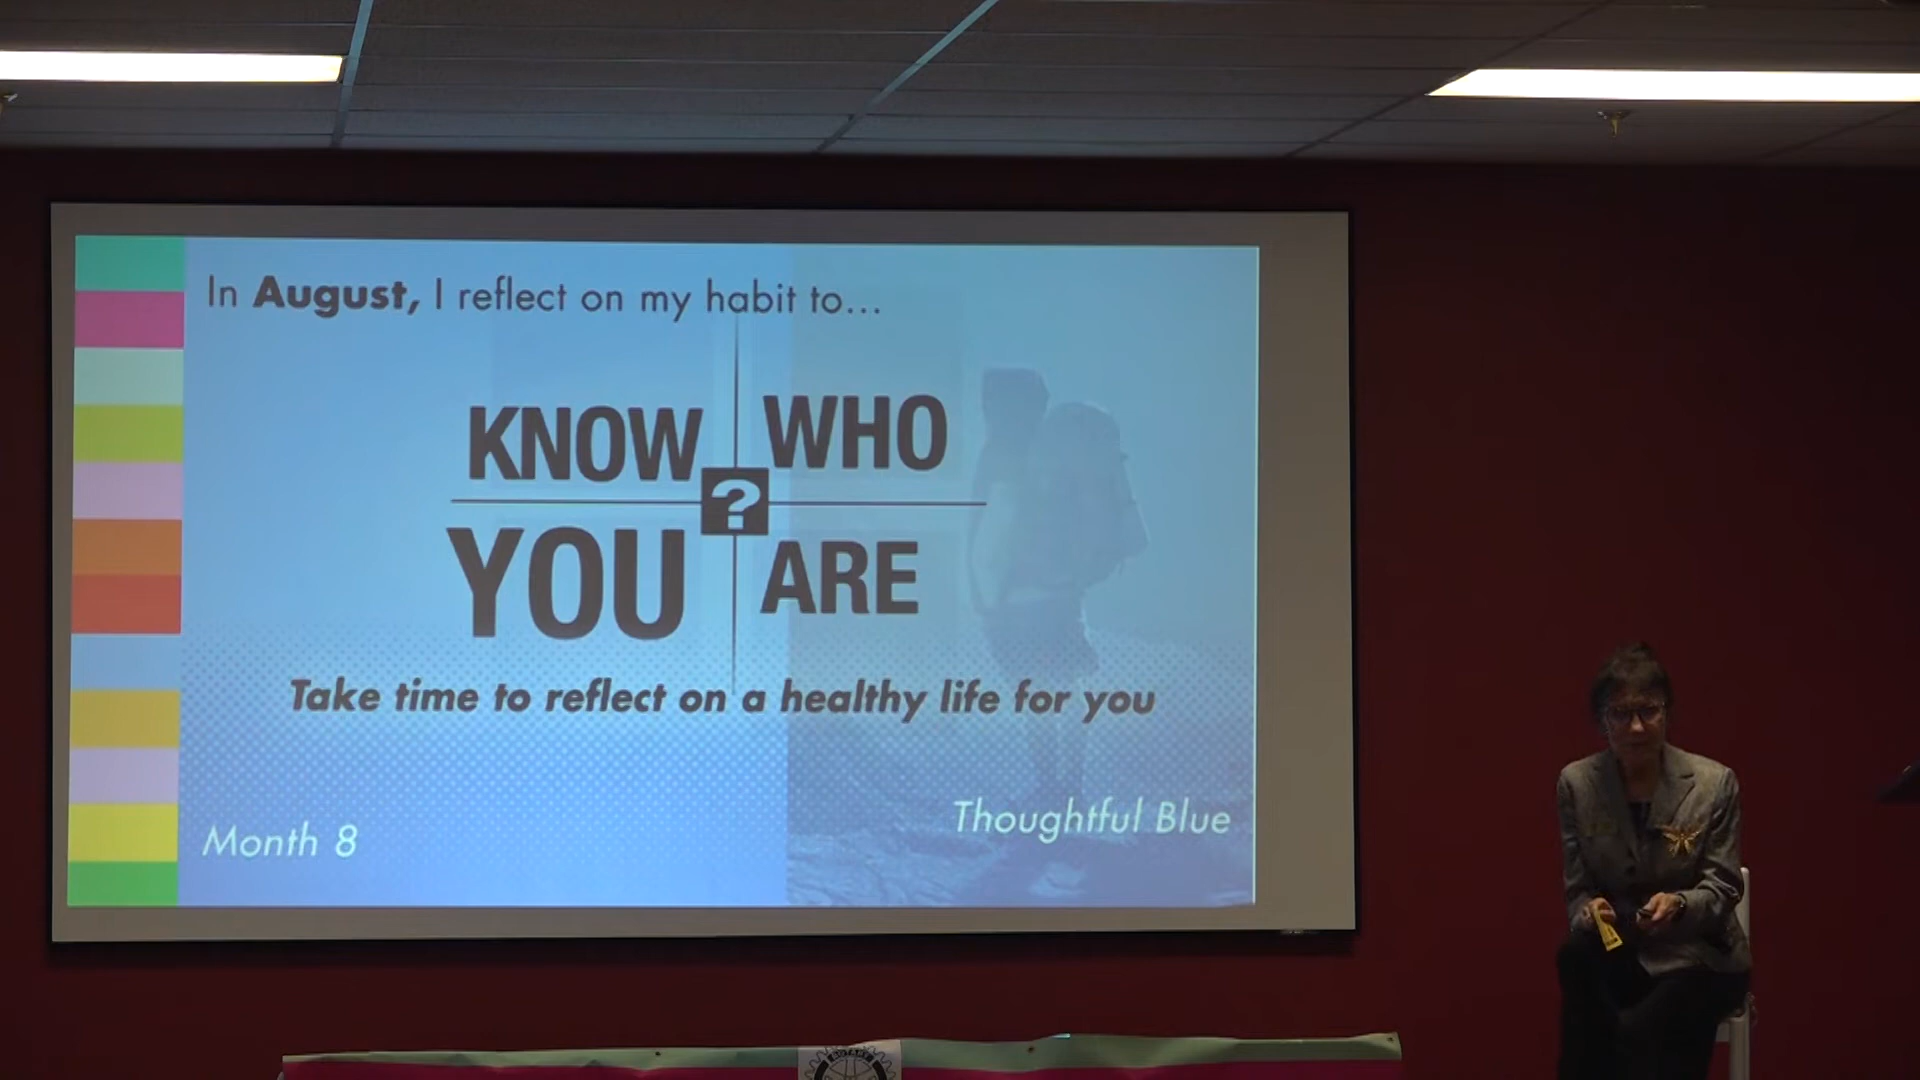 In August, I reflect on my habit to...
KNOW WHO
?
YOU ARE
Take time to reflect on a healthy life for you
Thoughtful Blue
Month 8
ROTARY